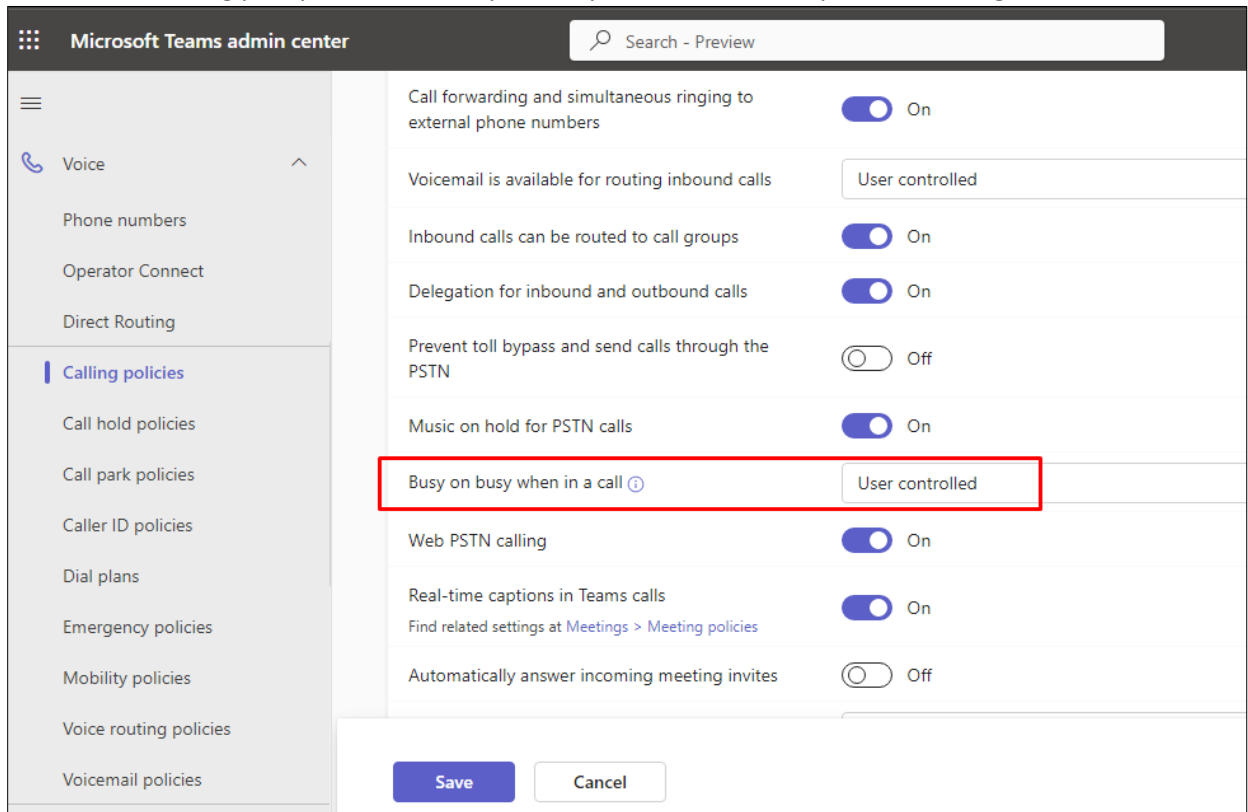 Microsoft Teams admin center
Search - Preview
Voice
Phone numbers
Operator Connect
Direct Routing
Calling policies
Call hold policies
Call park policies
Caller ID policies
Dial plans
Emergency policies
Mobility policies
Voice routing policies
Voicemail policies
Call forwarding and simultaneous ringing to
external phone numbers
On
Voicemail is available for routing inbound calls
User controlled
Inbound calls can be routed to call groups
On
Delegation for inbound and outbound calls
On
Prevent toll bypass and send calls through the
PSTN
Off
Music on hold for PSTN calls
On
Busy on busy when in a call
User controlled
Web PSTN calling
On
Real-time captions in Teams calls
Find related settings at Meetings > Meeting policies
On
Automatically answer incoming meeting invites
Off
Save
Cancel